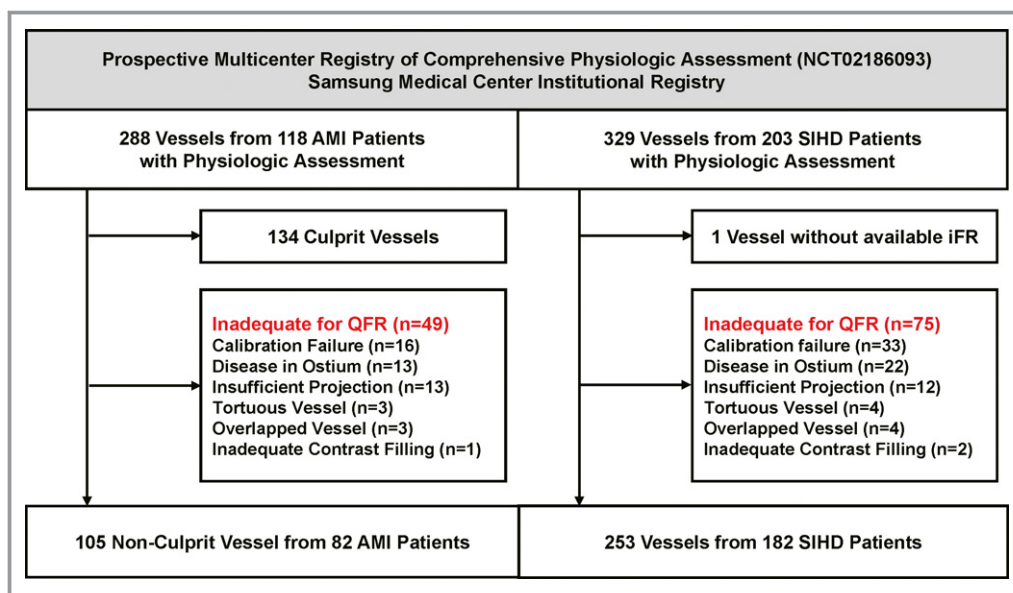 Prospective Multicenter Registry of Comprehensive Physiologic Assessment (NCT02186093)
Samsung Medical Center Institutional Registry
288 Vessels from 118 AMI Patients
with Physiologic Assessment
329 Vessels from 203 SIHD Patients
with Physiologic Assessment
134 Culprit Vessels
1 Vessel without available iFR
Inadequate for QFR (n=49)
Calibration Failure (n=16)
Disease in Ostium (n=13)
Insufficient Projection (n=13)
Tortuous Vessel (n=3)
Overlapped Vessel (n=3)
Inadequate Contrast Filling (n=1)
Inadequate for QFR (n=75)
Calibration failure (n=33)
Disease in Ostium (n=22)
Insufficient Projection (n=12)
Tortuous Vessel (n=4)
Overlapped Vessel (n=4)
Inadequate Contrast Filling (n=2)
105 Non-Culprit Vessel from 82 AMI Patients
253 Vessels from 182 SIHD Patients